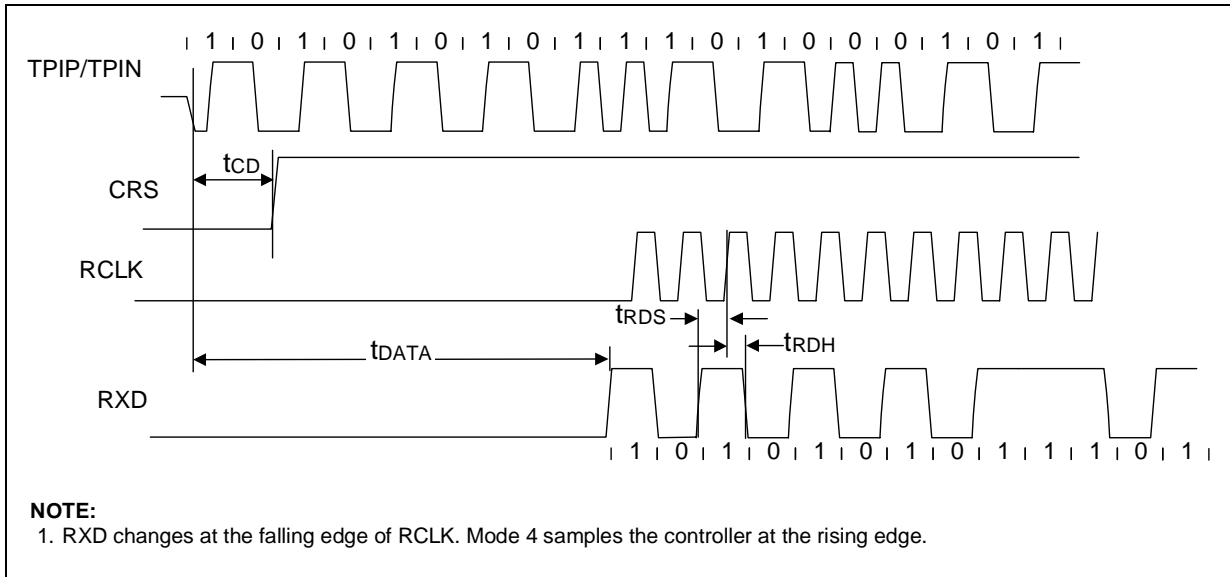 1 0 1 0 1 0 1 0 1 1 1 0 1 0 0 0 1 0 1
TPIP/TPIN
tCD
CRS
RCLK
tRDS
tRDH
tDATA
RXD
1 0 1 0 1 0 1 0 1 1 1 0 1
NOTE:
1. RXD changes at the falling edge of RCLK. Mode 4 samples the controller at the rising edge.